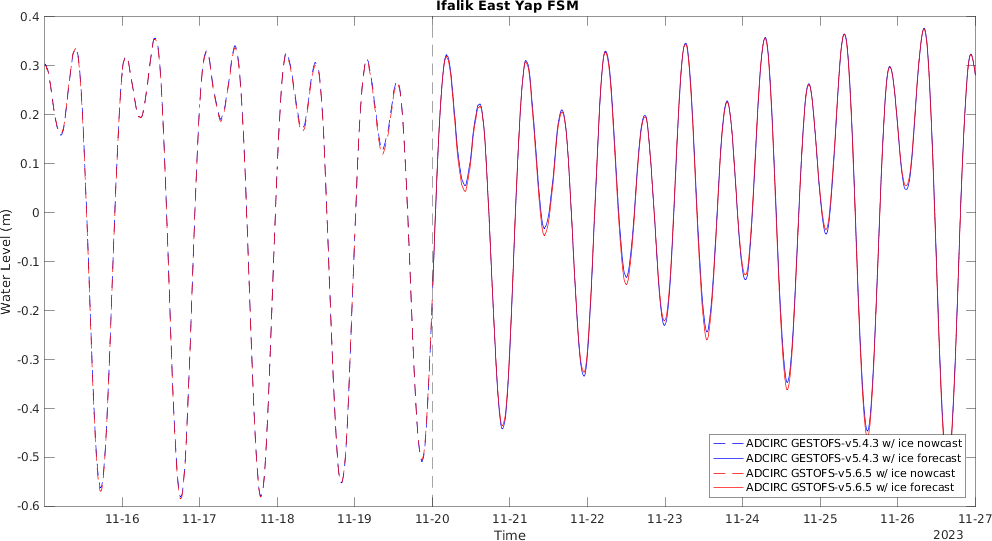 Ifalik East Yap FSM
0.4
0.3
0.2
0.1
0
-0.1
-0.2
-0.3
-0.4
-0.5
-0.6
Water Level (m)
ADCIRC GESTOFS-v5.4.3 w/ ice nowcast
ADCIRC GESTOFS-v5.4.3 w/ ice forecast
ADCIRC GSTOFS-v5.6.5 w/ ice nowcast
ADCIRC GSTOFS-v5.6.5 w/ ice forecast
11-16 11-17 11-18 11-19 11-20 11-21 11-22 11-23 11-24 11-25 11-26 11-27
Time
2023